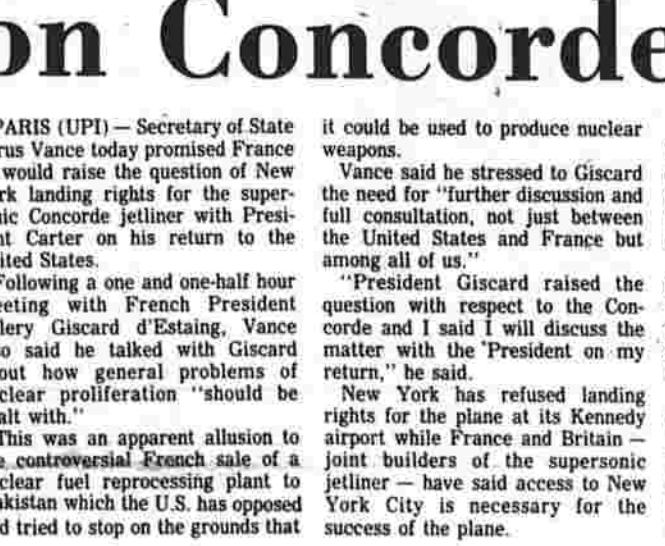 on Concorde
PARIS (UPI) — Secretary of State
rus Vance today promised France
would raise the question of New
rk landing rights for the super-
nic Concorde jetliner with Presi-
nt Carter on his return to the
ited States.
Following a one and one-half hour
eeting with French President
lery Giscard d'Estaing, Vance
o said he talked with Giscard
out how general problems of
clear proliferation "should be
alt with."
This was an apparent allusion to
e controversial French sale of a
clear fuel reprocessing plant to
akistan which the U.S. has opposed
d tried to stop on the grounds that
it could be used to produce nuclear
weapons.
Vance said he stressed to Giscard
the need for "further discussion and
full consultation, not just between
the United States and France but
among all of us."
"President Giscard raised the
question with respect to the Con-
corde and I said I will discuss the
matter with the President on my
return," he said.
New York has refused landing
rights for the plane at its Kennedy
airport while France and Britain —
joint builders of the supersonic
jetliner — have said access to New
York City is necessary for the
success of the plane.